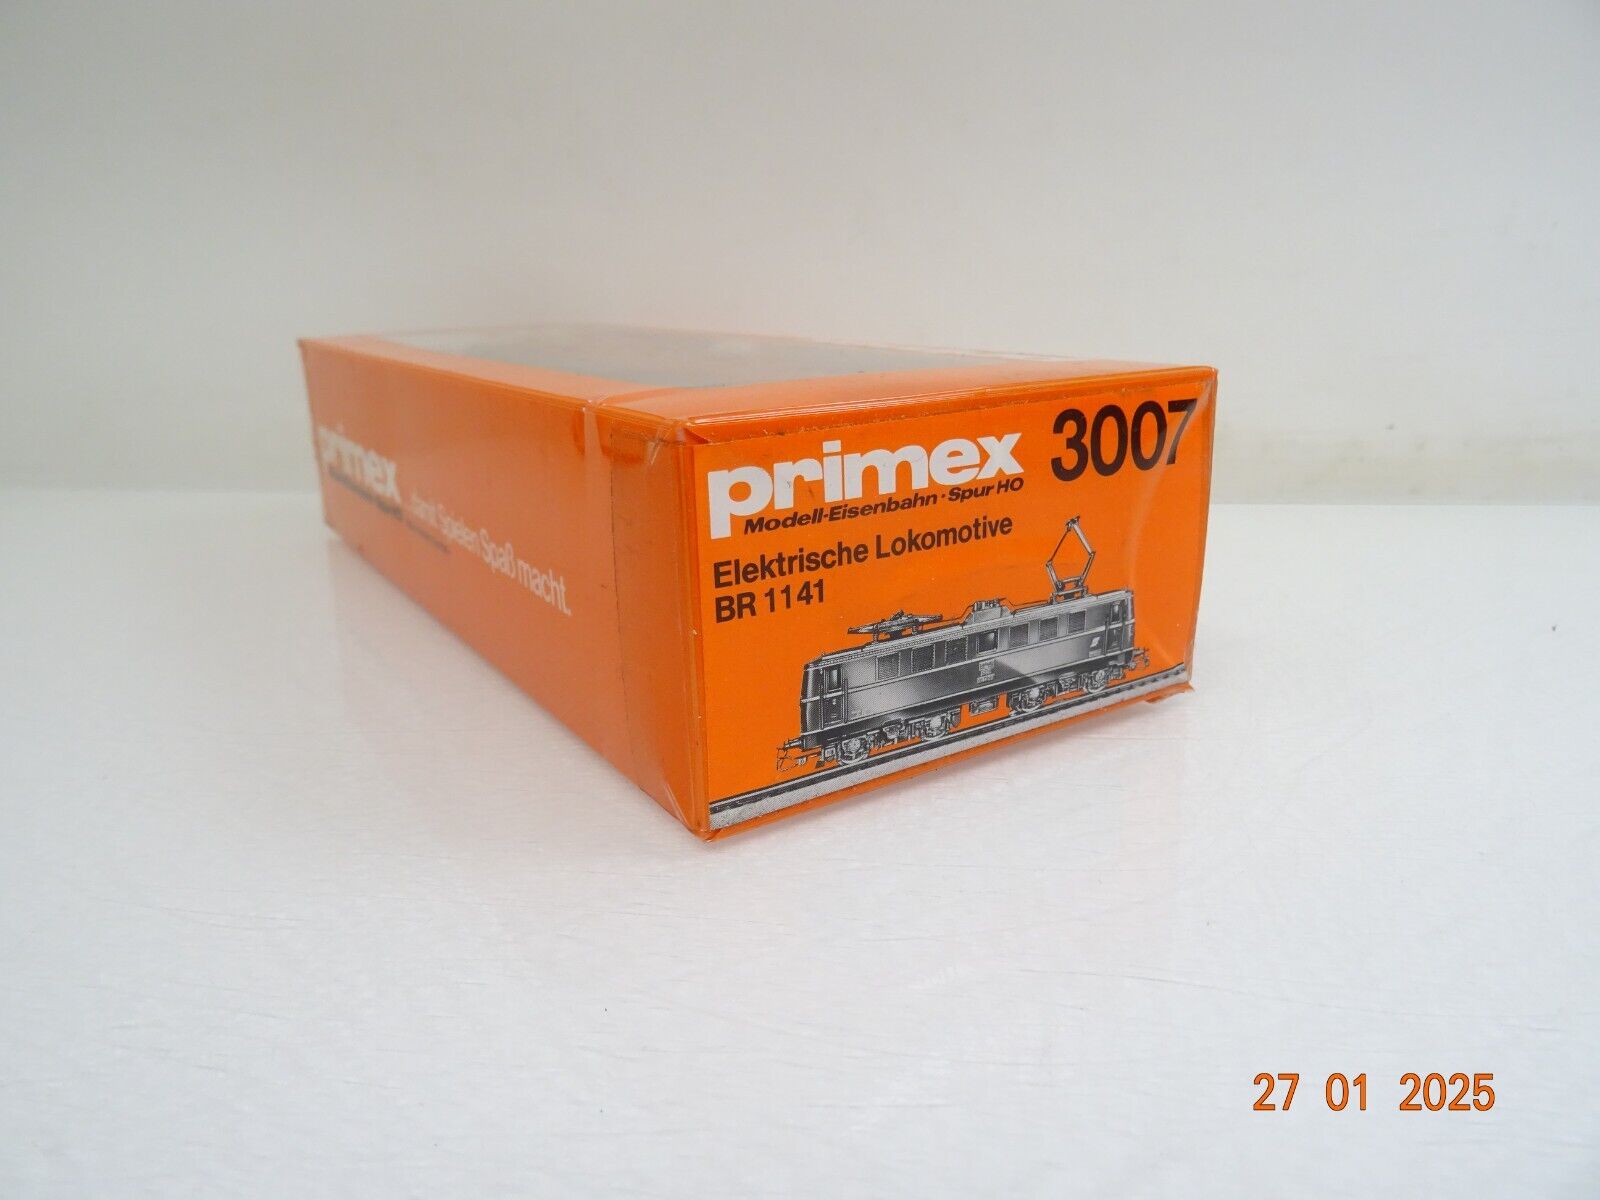 primex
3007
Modell-Eisenbahn · Spur HO
Elektrische Lokomotive
BR 1141
primex
...damit Spielen Spaß macht.
27 01 2025